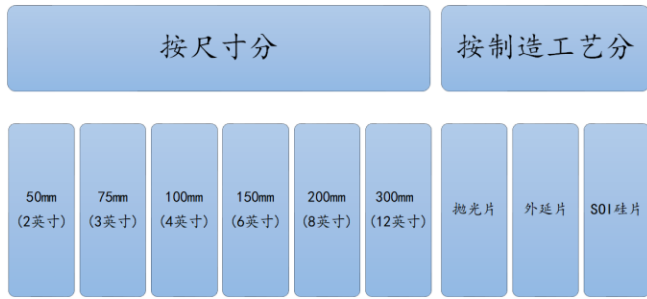 按尺寸分
按制造工艺分
50mm
(2英寸)
75mm
(3英寸)
100mm
(4英寸)
150mm
(6英寸)
200mm
(8英寸)
300mm
(12英寸)
抛光片
外延片
SOI硅片